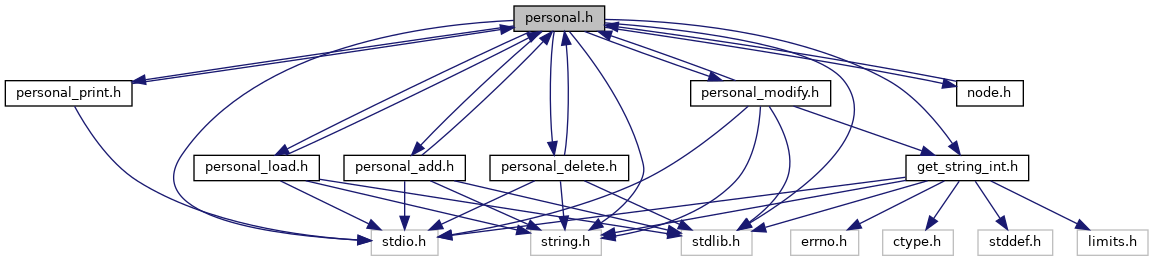 personal.h
personal_print.h
personal_modify.h
node.h
personal_load.h
personal_add.h
personal_delete.h
get_string_int.h
stdio.h
string.h
stdlib.h
errno.h
ctype.h
stddef.h
limits.h